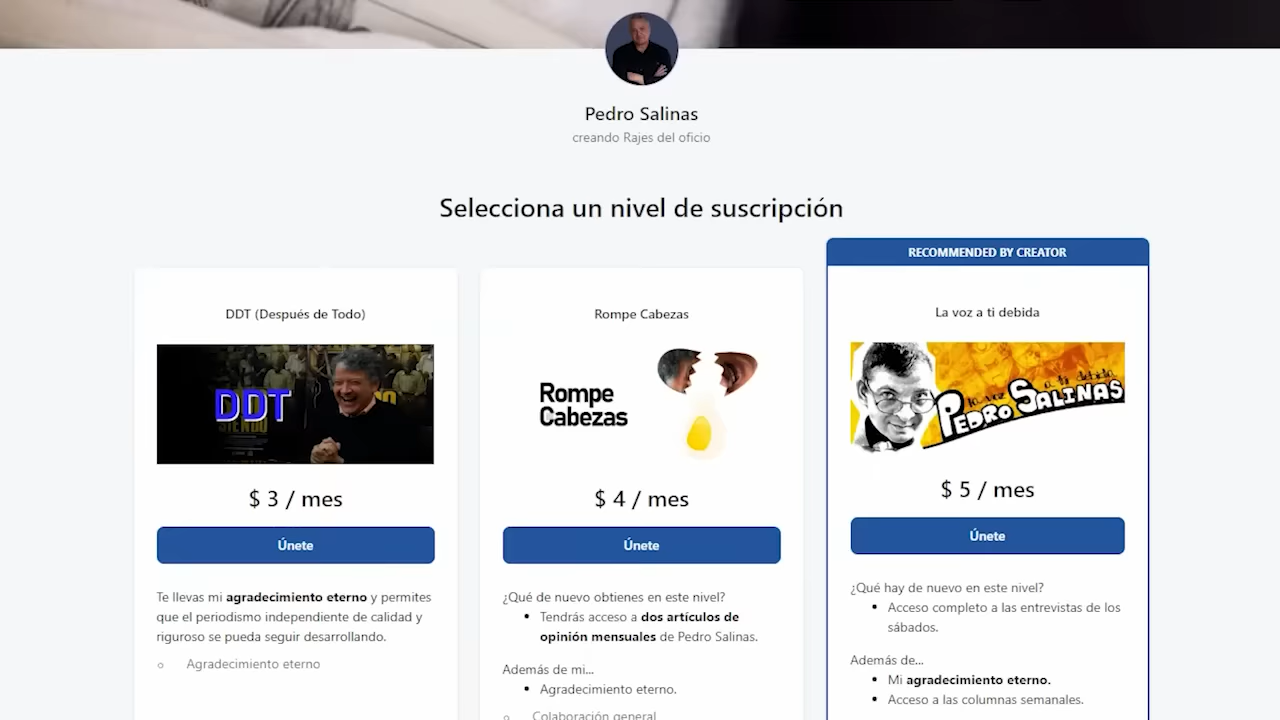 Pedro Salinas
creando Rajes del oficio
Selecciona un nivel de suscripción
DDT (Después de Todo)
DDT
$ 3 / mes
Únete
Te llevas mi agradecimiento eterno y permites
que el periodismo independiente de calidad y
riguroso se pueda seguir desarrollando.
Agradecimiento eterno
Rompe Cabezas
Rompe
Cabezas
$ 4 / mes
Únete
¿Qué de nuevo obtienes en este nivel?
Tendrás acceso a dos artículos de
opinión mensuales de Pedro Salinas.
Además de mi...
Agradecimiento eterno.
Colaboración general
RECOMMENDED BY CREATOR
La voz a ti debida
la voz a ti debida
PEDRO SALINAS
$ 5 / mes
Únete
¿Qué hay de nuevo en este nivel?
Acceso completo a las entrevistas de los
sábados.
Además de...
Mi agradecimiento eterno.
Acceso a las columnas semanales.